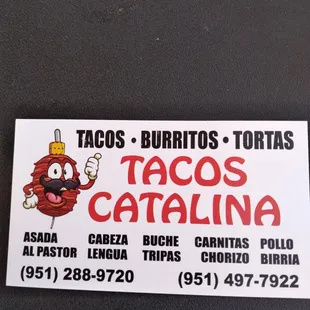 TACOS • BURRITOS • TORTAS
TACOS
CATALINA
ASADA CABEZA BUCHE CARNITAS POLLO
AL PASTOR LENGUA TRIPAS CHORIZO BIRRIA
(951) 288-9720 (951) 497-7922